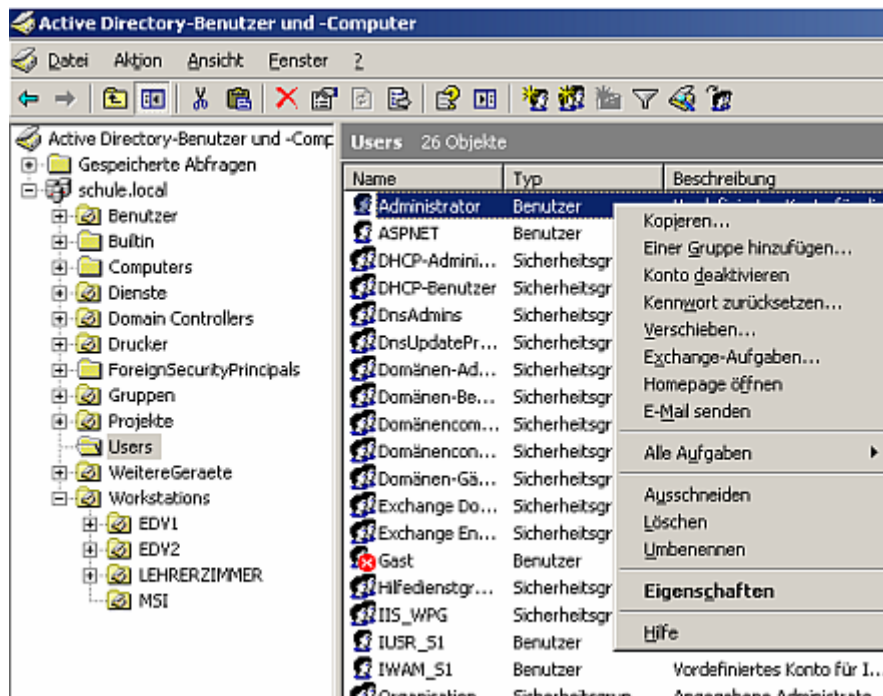 Active Directory-Benutzer und -Computer
Datei Aktion Ansicht Fenster ?
Active Directory-Benutzer und -Comp
Gespeicherte Abfragen
schule.local
Benutzer
Builtin
Computers
Dienste
Domain Controllers
Drucker
ForeignSecurityPrincipals
Gruppen
Projekte
Users
WeitereGeraete
Workstations
EDV1
EDV2
LEHRERZIMMER
MSI
Users 26 Objekte
Name Typ Beschreibung
Administrator Benutzer
ASPNET Benutzer
DHCP-Admini... Sicherheitsgr
DHCP-Benutzer Sicherheitsgr
DnsAdmins Sicherheitsgr
DnsUpdatePr... Sicherheitsgr
Domänen-Ad... Sicherheitsgr
Domänen-Be... Sicherheitsgr
Domänencom... Sicherheitsgr
Domänencon... Sicherheitsgr
Domänen-Gä... Sicherheitsgr
Exchange Do... Sicherheitsgr
Exchange En... Sicherheitsgr
Gast Benutzer
Hilfedienstgr... Sicherheitsgr
IIS_WPG Sicherheitsgr
IUSR_S1 Benutzer
IWAM_S1 Benutzer Vordefiniertes Konto für I...
Kopieren...
Einer Gruppe hinzufügen...
Konto deaktivieren
Kennwort zurücksetzen...
Verschieben...
Exchange-Aufgaben...
Homepage öffnen
E-Mail senden
Alle Aufgaben
Ausschneiden
Löschen
Umbenennen
Eigenschaften
Hilfe